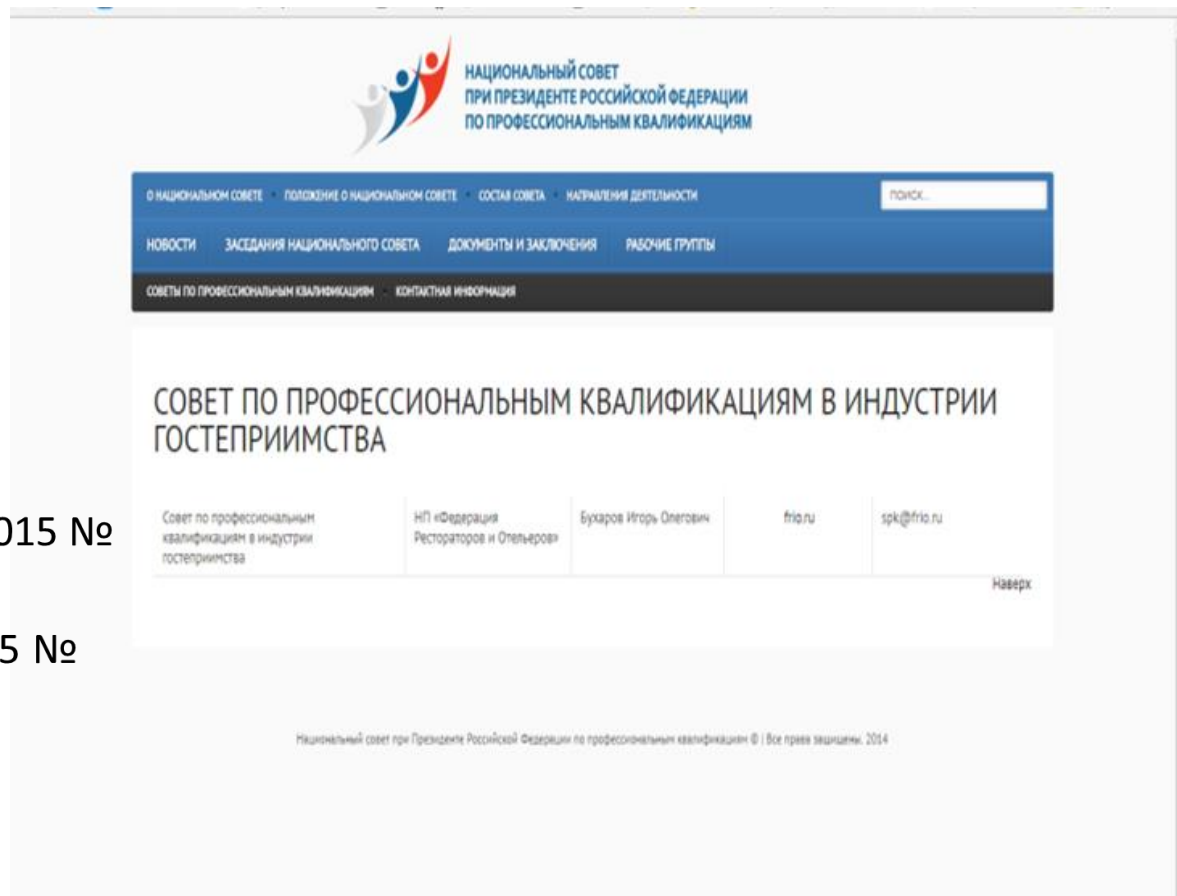 НАЦИОНАЛЬНЫЙ СОВЕТ
ПРИ ПРЕЗИДЕНТЕ РОССИЙСКОЙ ФЕДЕРАЦИИ
ПО ПРОФЕССИОНАЛЬНЫМ КВАЛИФИКАЦИЯМ
О НАЦИОНАЛЬНОМ СОВЕТЕ • ПОЛОЖЕНИЕ О НАЦИОНАЛЬНОМ СОВЕТЕ • СОСТАВ СОВЕТА • НАПРАВЛЕНИЯ ДЕЯТЕЛЬНОСТИ
ПОИСК...
НОВОСТИ ЗАСЕДАНИЯ НАЦИОНАЛЬНОГО СОВЕТА ДОКУМЕНТЫ И ЗАКЛЮЧЕНИЯ РАБОЧИЕ ГРУППЫ
СОВЕТЫ ПО ПРОФЕССИОНАЛЬНЫМ КВАЛИФИКАЦИЯМ • КОНТАКТНАЯ ИНФОРМАЦИЯ
СОВЕТ ПО ПРОФЕССИОНАЛЬНЫМ КВАЛИФИКАЦИЯМ В ИНДУСТРИИ
ГОСТЕПРИИМСТВА
Совет по профессиональным
квалификациям в индустрии
гостеприимства
НП «Федерация
Рестораторов и Отельеров»
Бухаров Игорь Олегович
frio.ru
spk@frio.ru
015 №
Наверх
5 №
Национальный совет при Президенте Российской Федерации по профессиональным квалификациям © | Все права защищены. 2014